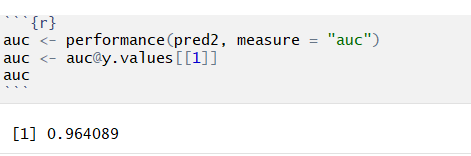 ```{r}
auc <- performance(pred2, measure = "auc")
auc <- auc@y.values[[1]]
auc
```
[1] 0.964089